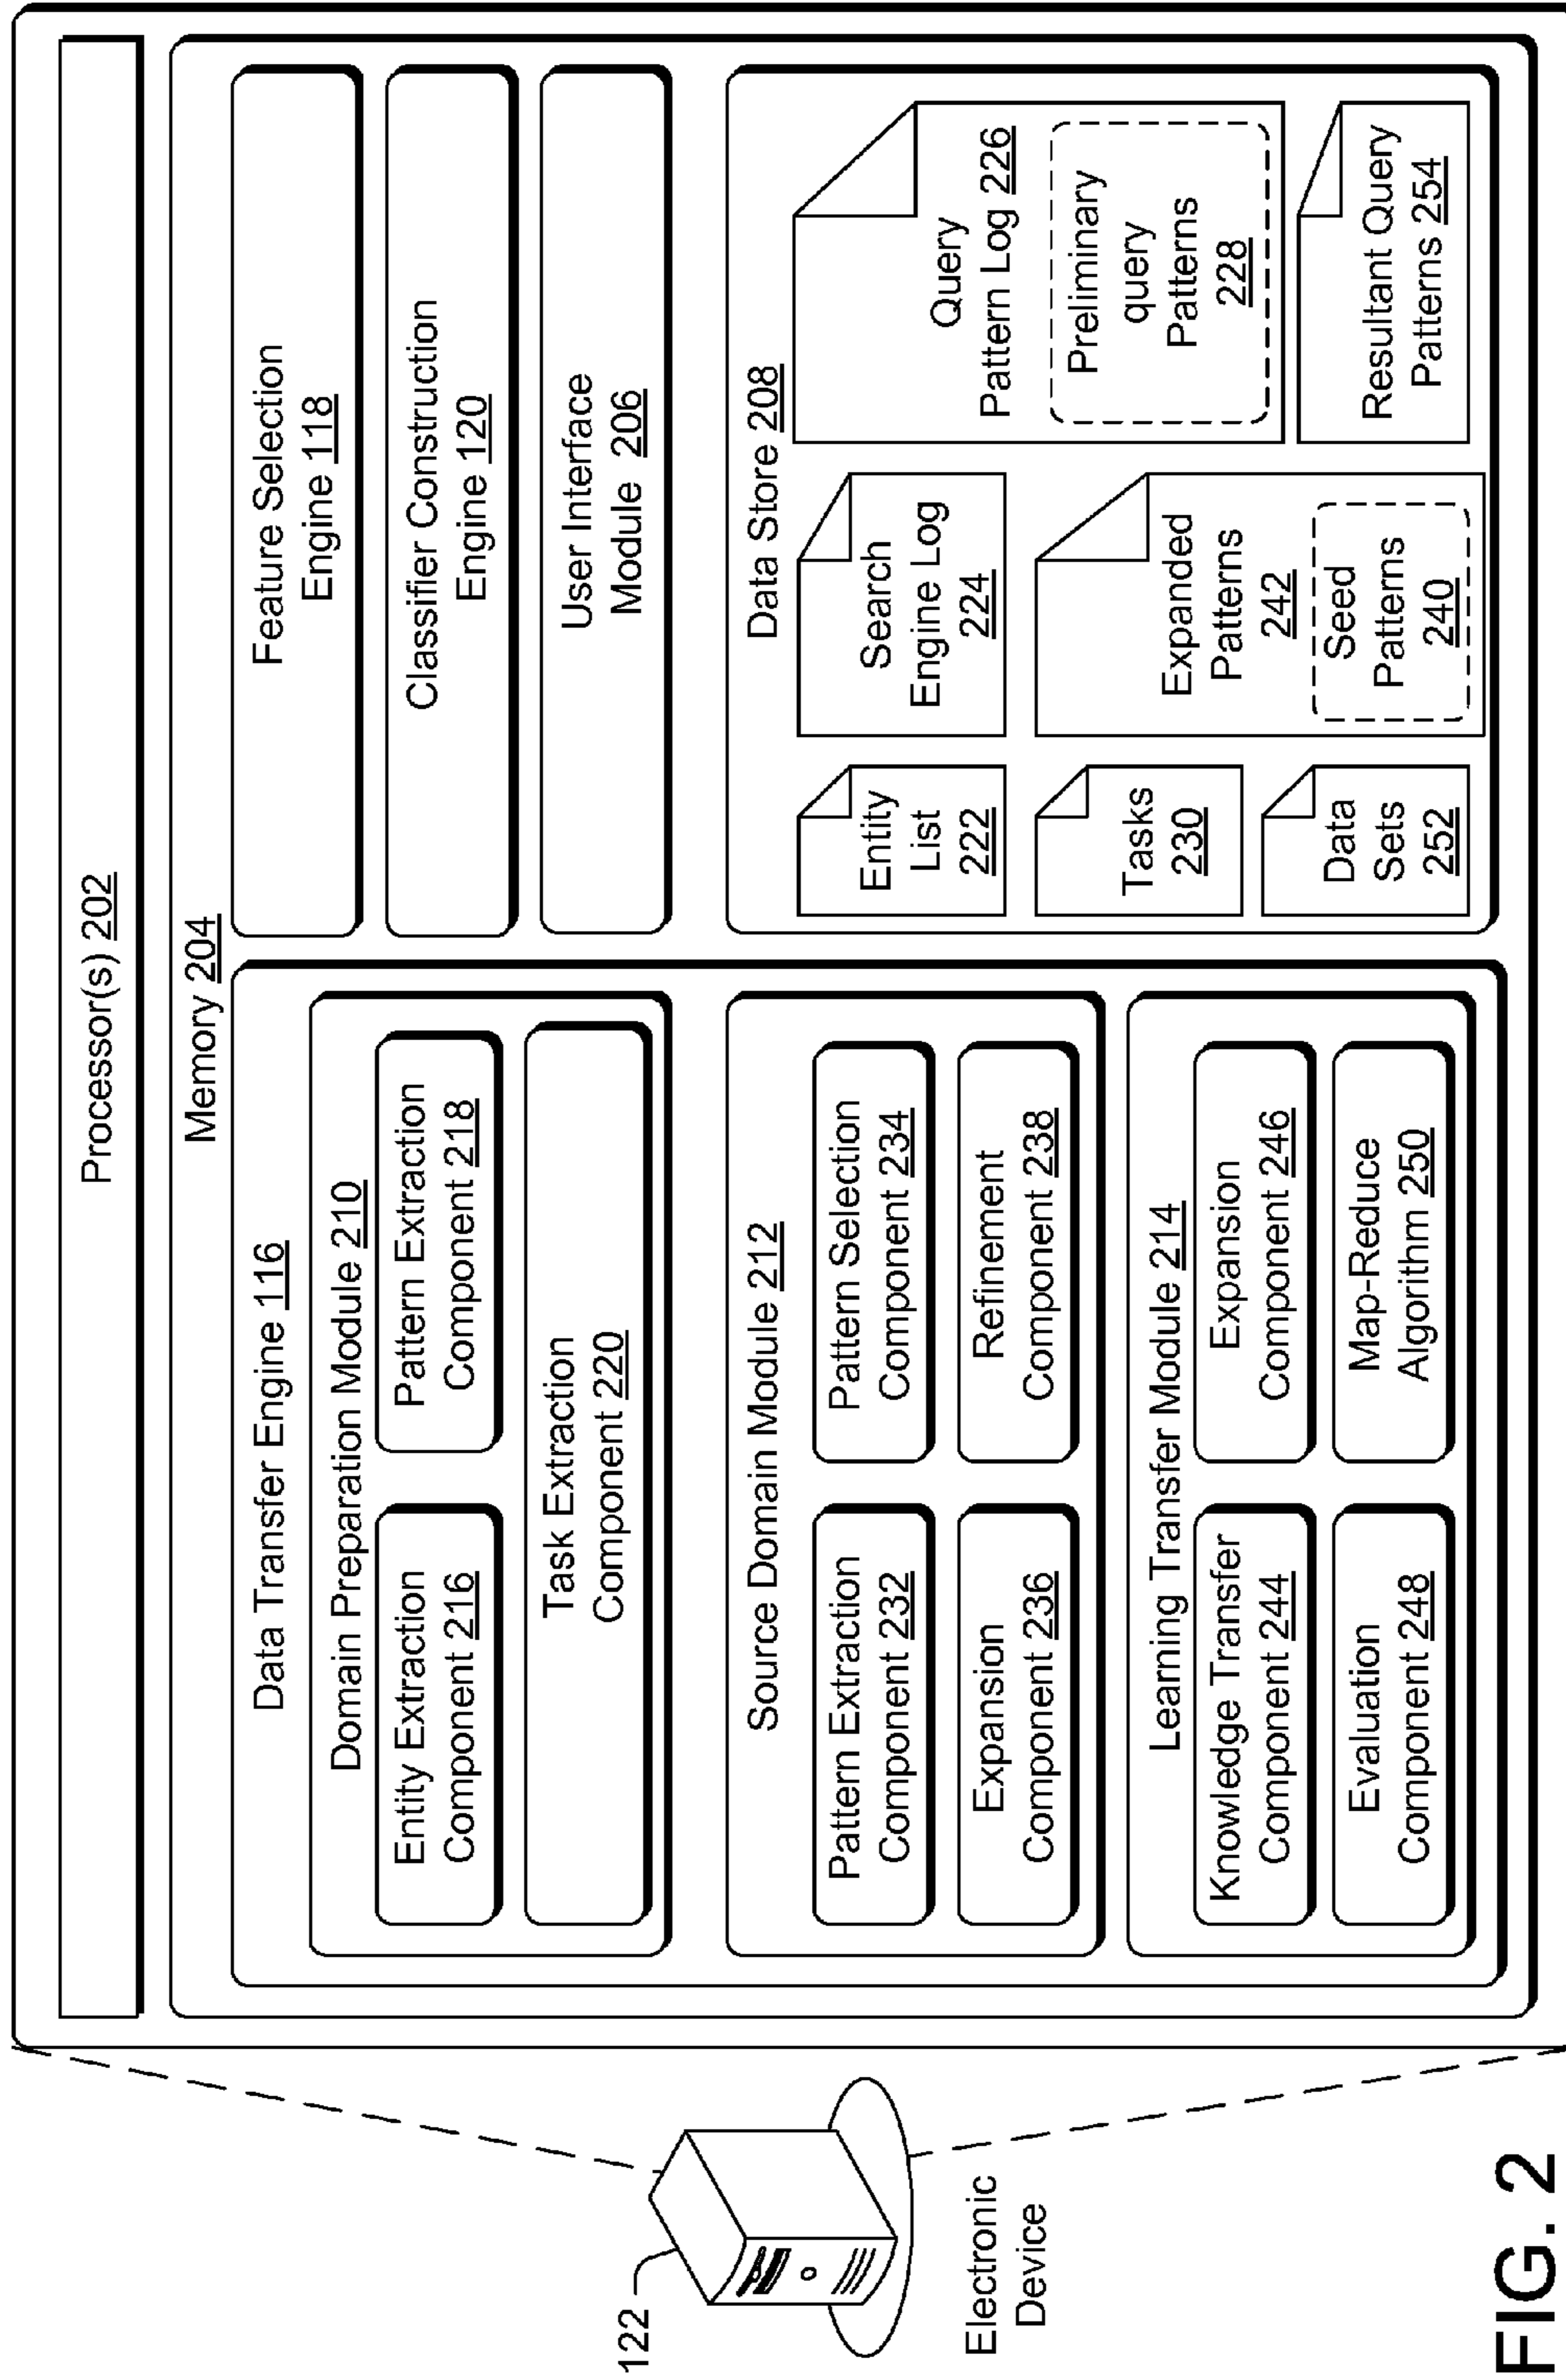 Processor(s) 202
Memory 204
Data Transfer Engine 116
Domain Preparation Module 210
Entity Extraction
Component 216
Pattern Extraction
Component 218
Task Extraction
Component 220
Source Domain Module 212
Pattern Extraction
Component 232
Pattern Selection
Component 234
Expansion
Component 236
Refinement
Component 238
Learning Transfer Module 214
Knowledge Transfer
Component 244
Expansion
Component 246
Evaluation
Component 248
Map-Reduce
Algorithm 250
Feature Selection
Engine 118
Classifier Construction
Engine 120
User Interface
Module 206
Data Store 208
Entity
List
222
Search
Engine Log
224
Query
Pattern Log 226
Preliminary
query
Patterns
228
Tasks
230
Expanded
Patterns
242
Seed
Patterns
240
Data
Sets
252
Resultant Query
Patterns 254
122
Electronic
Device
FIG. 2